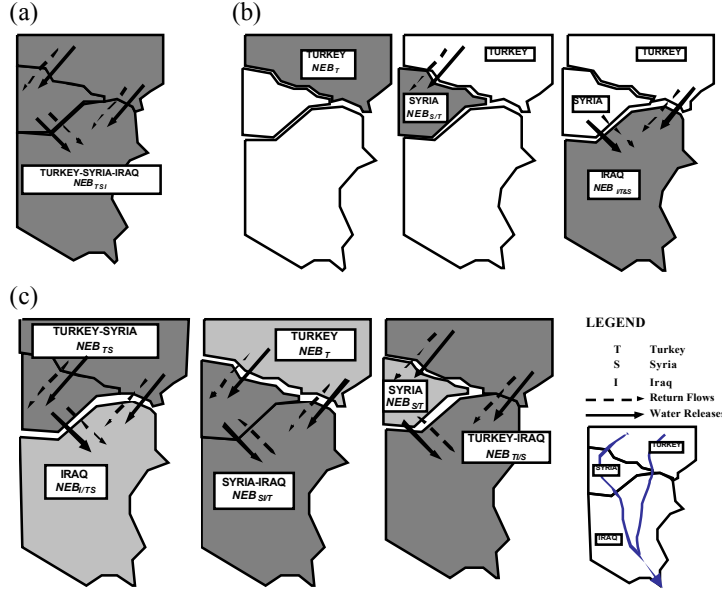 (a)
TURKEY-SYRIA-IRAQ
NEB TSI
(b)
TURKEY
NEB T
TURKEY
SYRIA
NEB S/T
TURKEY
SYRIA
IRAQ
NEB I/T&S
(c)
TURKEY-SYRIA
NEB TS
IRAQ
NEB I/TS
TURKEY
NEB T
SYRIA-IRAQ
NEB SI/T
SYRIA
NEB S/T
TURKEY-IRAQ
NEB TI/S
LEGEND
T Turkey
S Syria
I Iraq
Return Flows
Water Releases
TURKEY
SYRIA
IRAQ